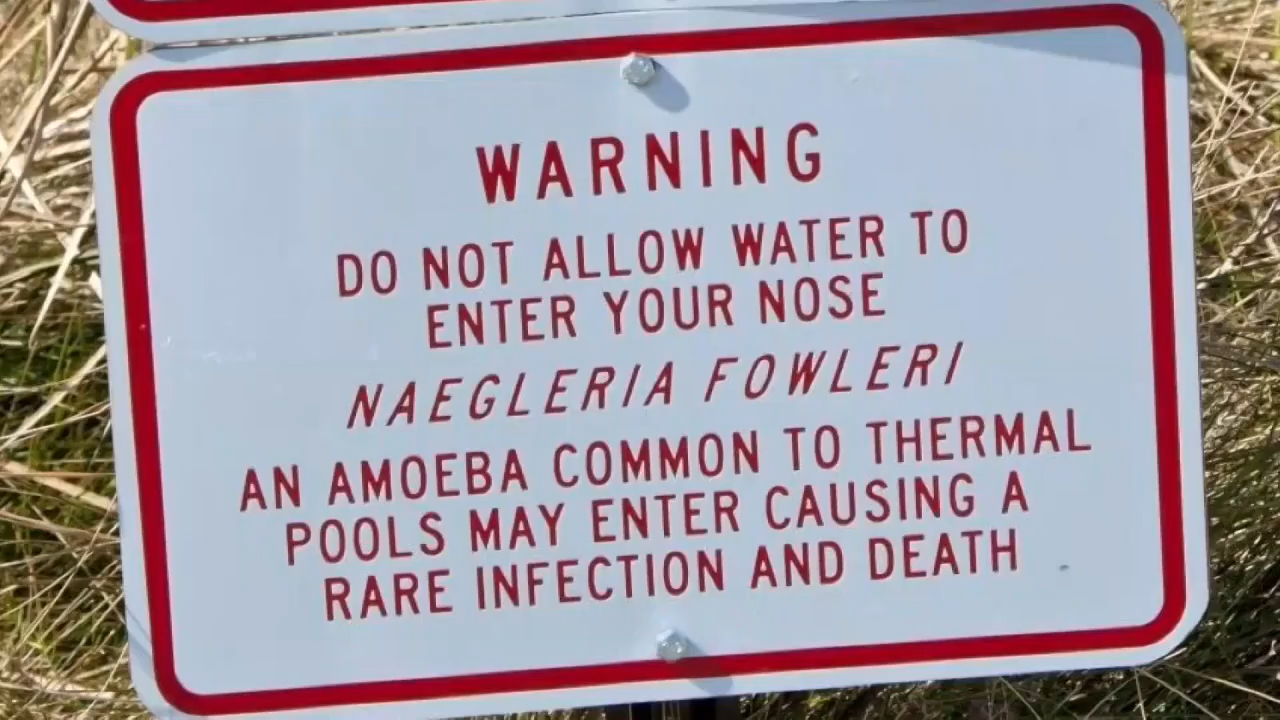 WARNING
DO NOT ALLOW WATER TO
ENTER YOUR NOSE
NAEGLERIA FOWLERI
AN AMOEBA COMMON TO THERMAL
POOLS MAY ENTER CAUSING A
RARE INFECTION AND DEATH